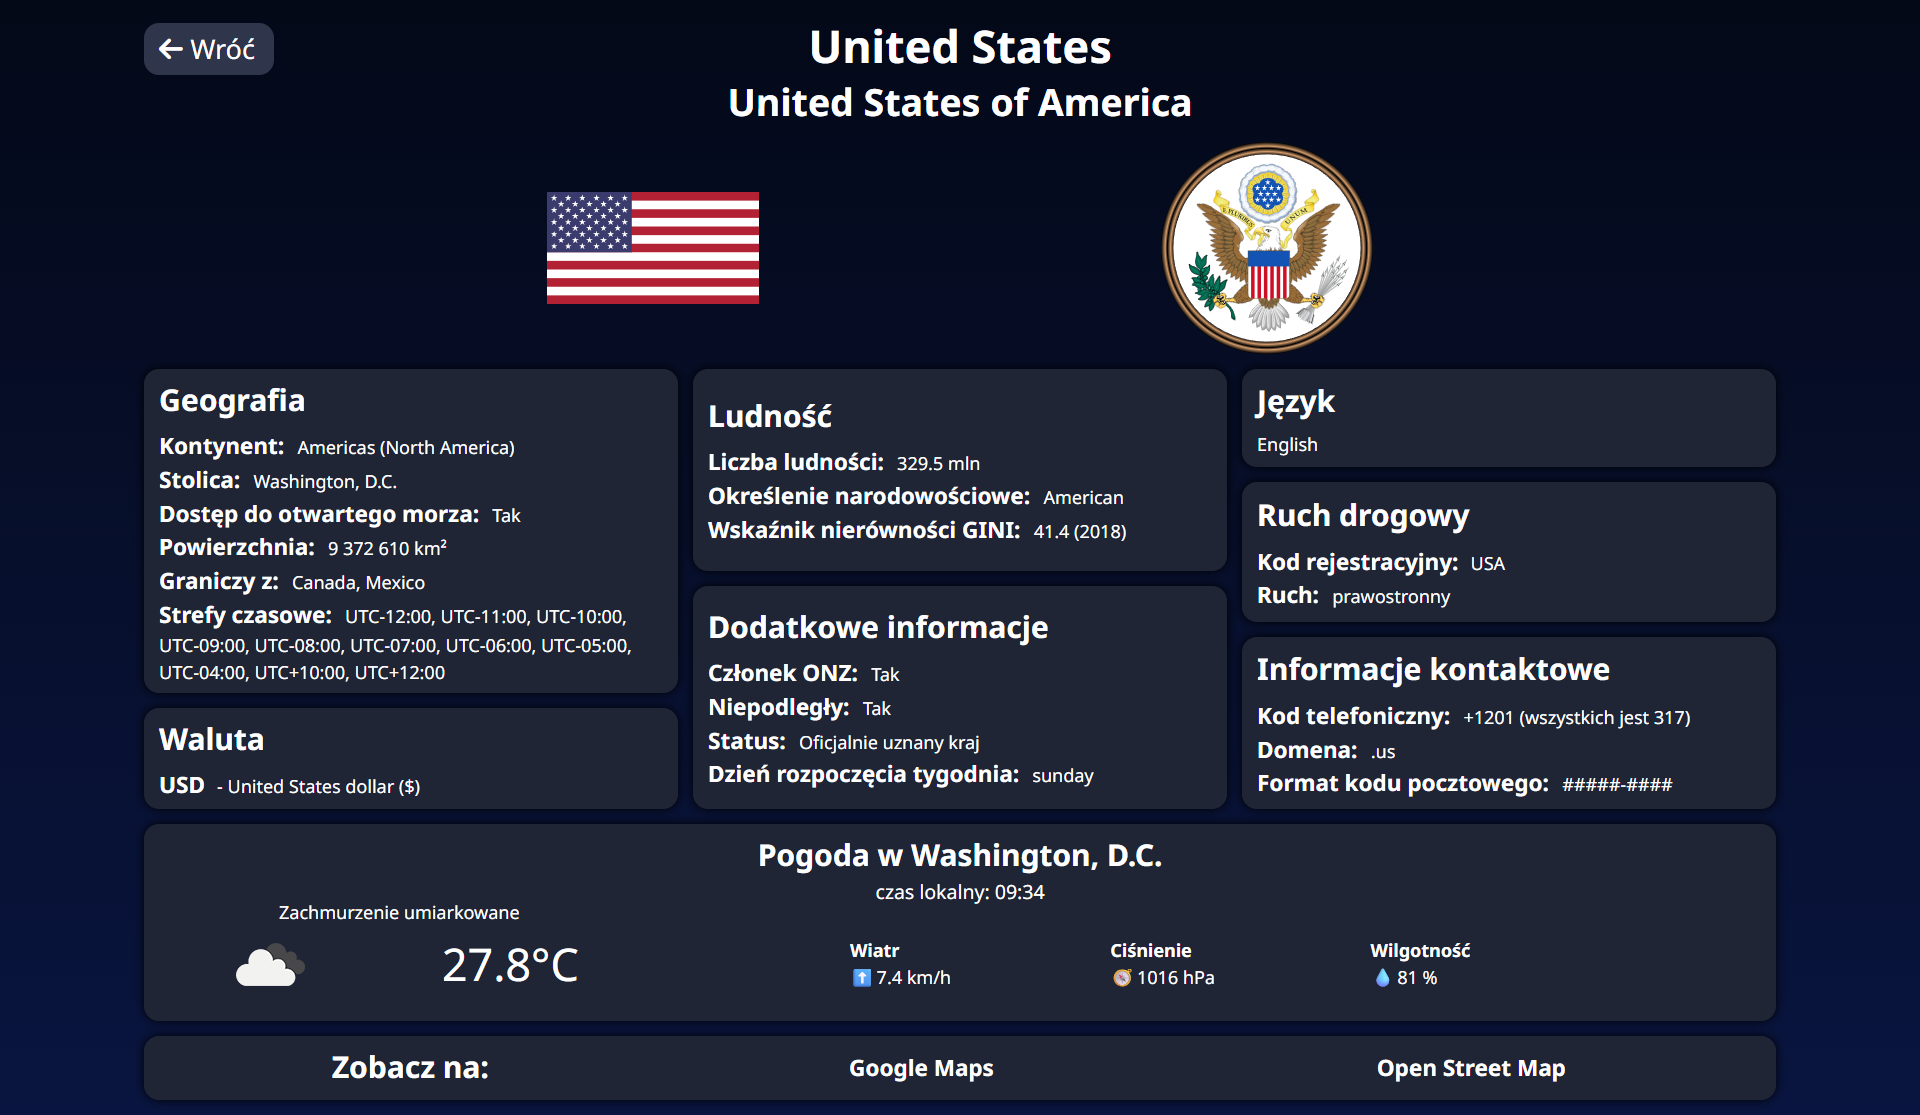 Wróć
United States
United States of America
E PLURIBUS UNUM
Geografia
Kontynent: Americas (North America)
Stolica: Washington, D.C.
Dostęp do otwartego morza: Tak
Powierzchnia: 9 372 610 km²
Graniczy z: Canada, Mexico
Strefy czasowe: UTC-12:00, UTC-11:00, UTC-10:00,
UTC-09:00, UTC-08:00, UTC-07:00, UTC-06:00, UTC-05:00,
UTC-04:00, UTC+10:00, UTC+12:00
Waluta
USD - United States dollar ($)
Ludność
Liczba ludności: 329.5 mln
Określenie narodowościowe: American
Wskaźnik nierówności GINI: 41.4 (2018)
Dodatkowe informacje
Członek ONZ: Tak
Niepodległy: Tak
Status: Oficjalnie uznany kraj
Dzień rozpoczęcia tygodnia: sunday
Język
English
Ruch drogowy
Kod rejestracyjny: USA
Ruch: prawostronny
Informacje kontaktowe
Kod telefoniczny: +1201 (wszystkich jest 317)
Domena: .us
Format kodu pocztowego: #####-####
Pogoda w Washington, D.C.
czas lokalny: 09:34
Zachmurzenie umiarkowane
27.8°C
Wiatr
7.4 km/h
Ciśnienie
1016 hPa
Wilgotność
81 %
Zobacz na:
Google Maps
Open Street Map